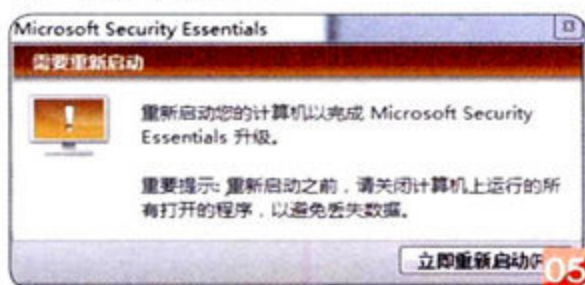 Microsoft Security Essentials
需要重新启动
重新启动您的计算机以完成 Microsoft Security
Essentials 升级。
重要提示: 重新启动之前，请关闭计算机上运行的所
有打开的程序，以避免丢失数据。
立即重新启动(R
05